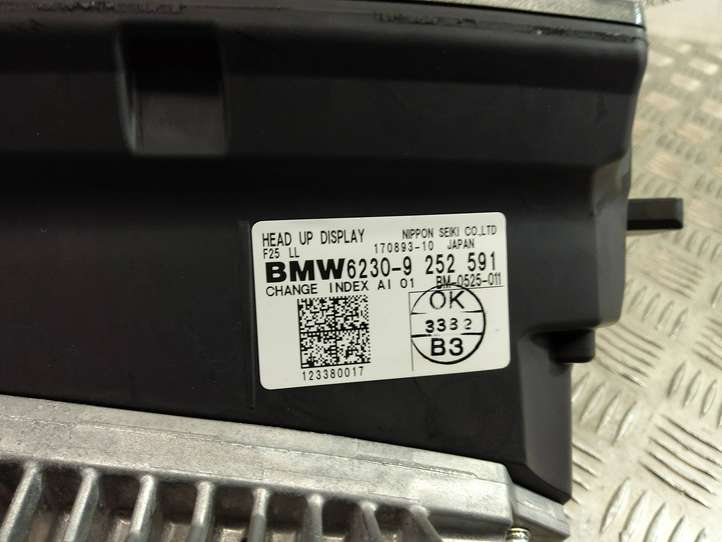 HEAD UP DISPLAY NIPPON SEIKI CO.,LTD
F25 LL 170893-10 JAPAN
BMW 6230-9 252 591
CHANGE INDEX AI 01 BM-0525-011
OK
3332
B3
123380017